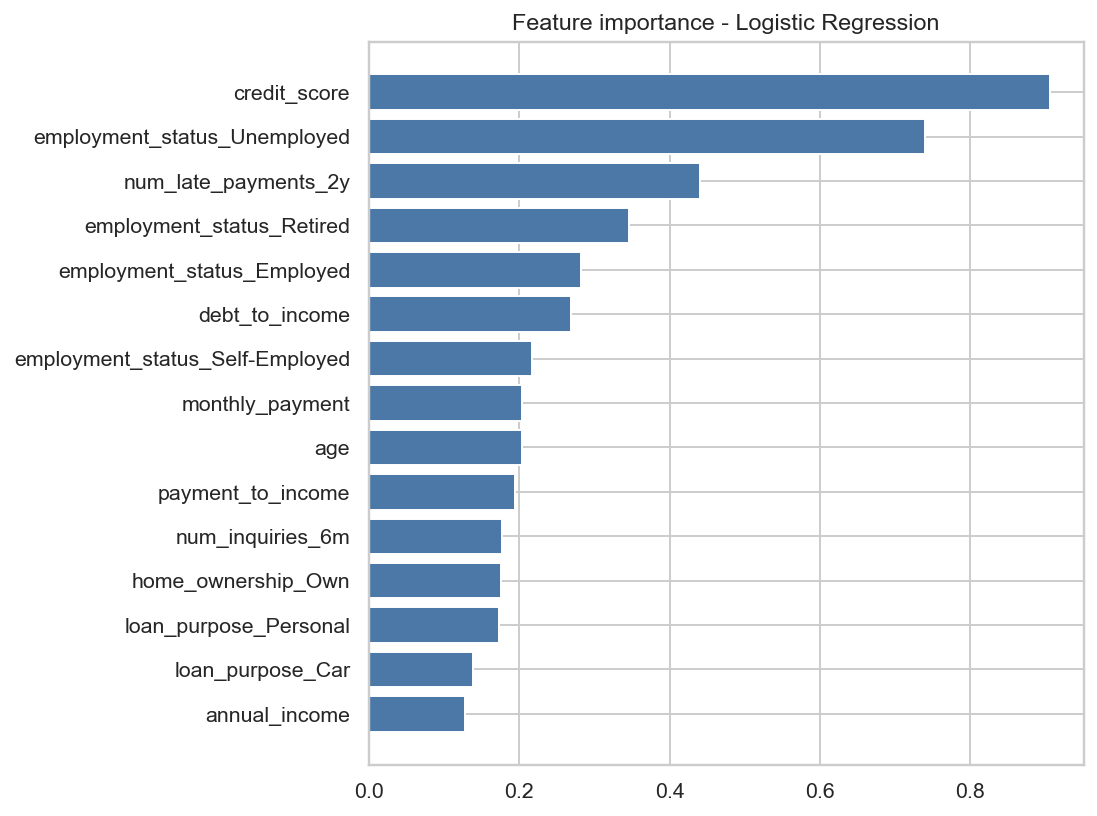 Feature importance - Logistic Regression
credit_score
employment_status_Unemployed
num_late_payments_2y
employment_status_Retired
employment_status_Employed
debt_to_income
employment_status_Self-Employed
monthly_payment
age
payment_to_income
num_inquiries_6m
home_ownership_Own
loan_purpose_Personal
loan_purpose_Car
annual_income
0.0 0.2 0.4 0.6 0.8